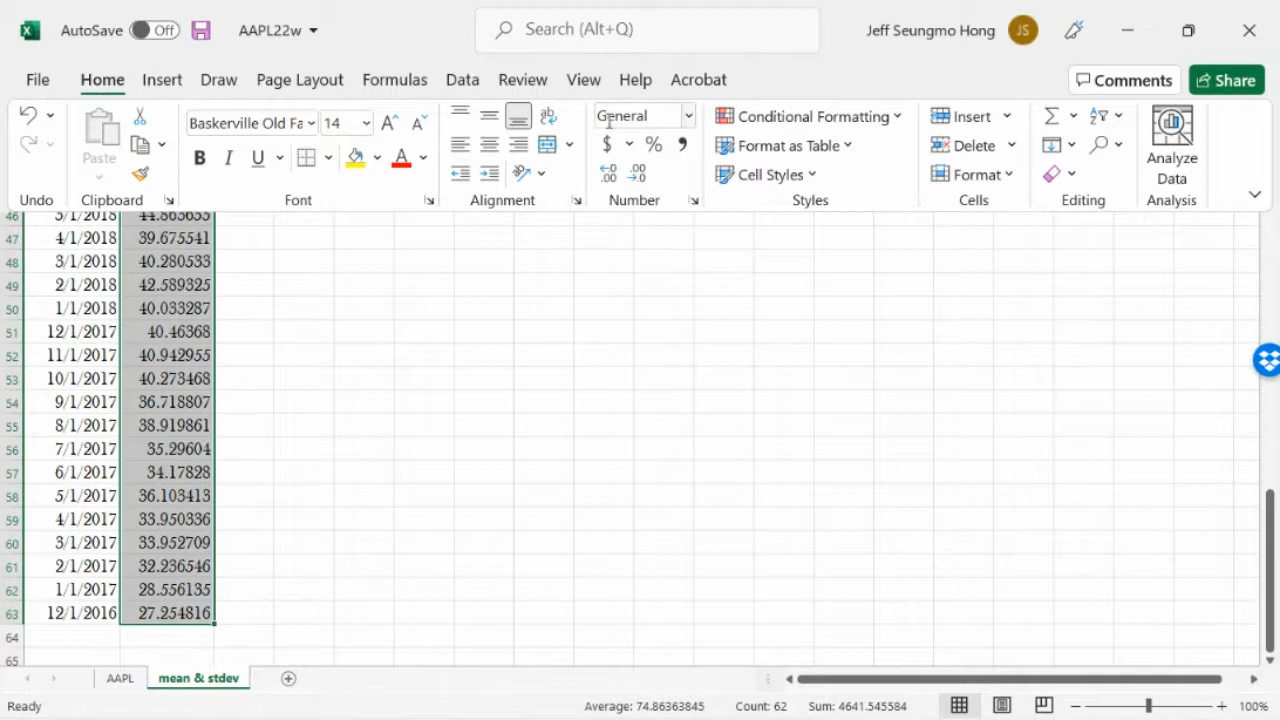 AutoSave Off AAPL22w Search (Alt+Q) Jeff Seungmo Hong JS
File Home Insert Draw Page Layout Formulas Data Review View Help Acrobat Comments Share
Baskerville Old Fa 14 General Conditional Formatting Insert
Paste B I U A $ % Format as Table Delete Analyze
Cell Styles Format Data
Undo Clipboard Font Alignment Number Styles Cells Editing Analysis
46 5/1/2018 44.863633
47 4/1/2018 39.675541
48 3/1/2018 40.280533
49 2/1/2018 42.589325
50 1/1/2018 40.033287
51 12/1/2017 40.46368
52 11/1/2017 40.942955
53 10/1/2017 40.273468
54 9/1/2017 36.718807
55 8/1/2017 38.919861
56 7/1/2017 35.29604
57 6/1/2017 34.17828
58 5/1/2017 36.103413
59 4/1/2017 33.950336
60 3/1/2017 33.952709
61 2/1/2017 32.236546
62 1/1/2017 28.556135
63 12/1/2016 27.254816
64
65
AAPL mean & stdev
Ready Average: 74.86363845 Count: 62 Sum: 4641.545584 100%